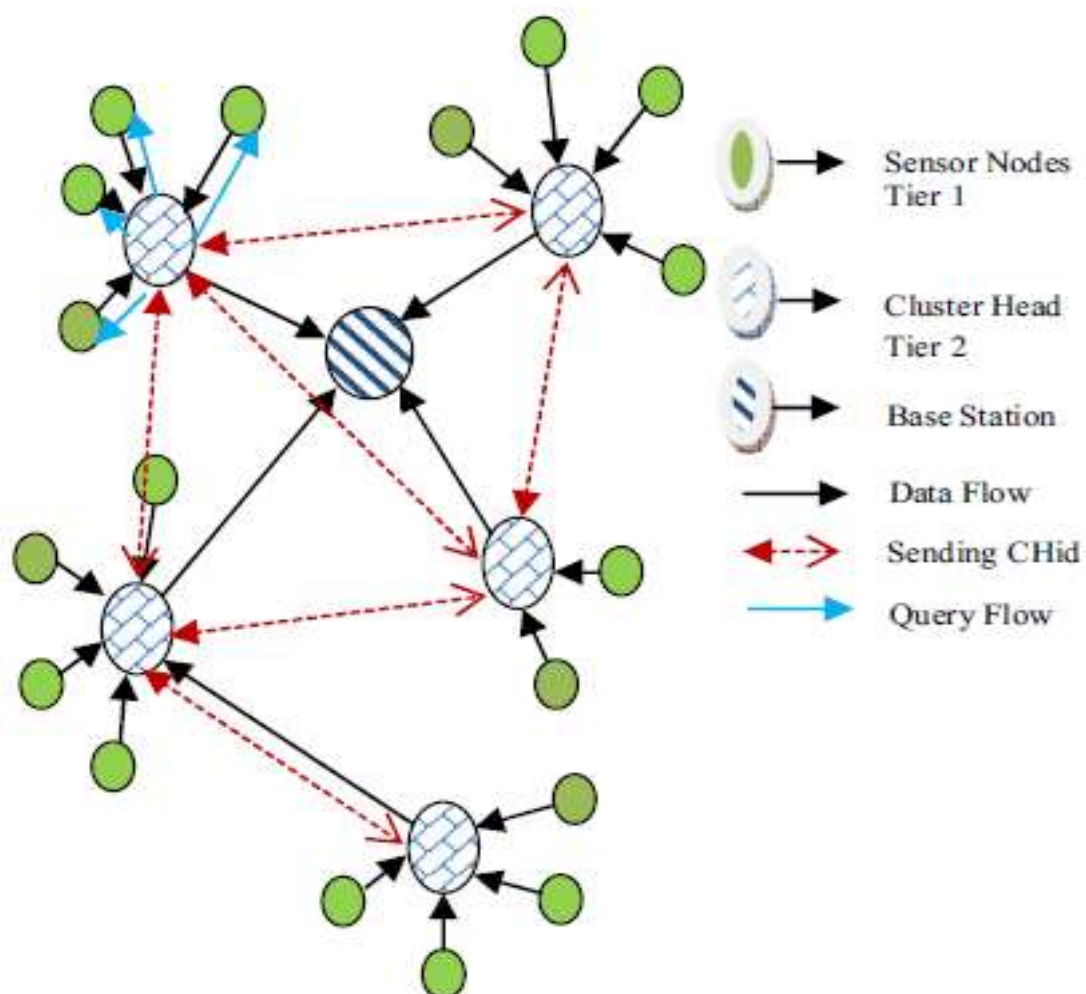 Sensor Nodes
Tier 1
Cluster Head
Tier 2
Base Station
Data Flow
Sending CHid
Query Flow